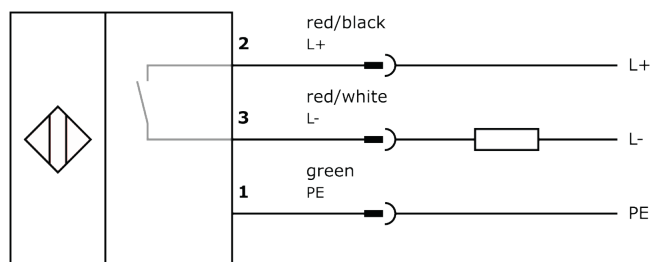 red/black
2 L+ L+
red/white
3 L- L-
green
1 PE PE